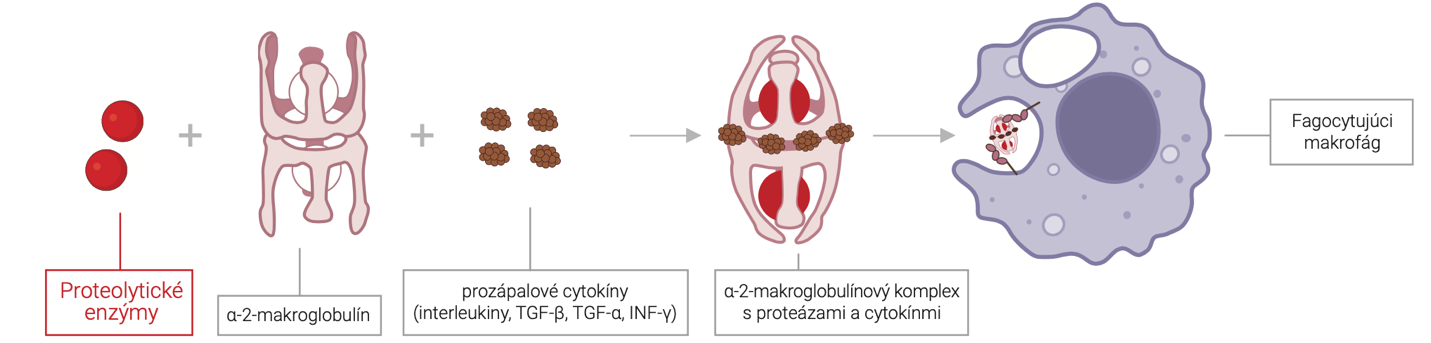 Proteolytické
enzýmy
α-2-makroglobulín
prozápalové cytokíny
(interleukiny, TGF-β, TGF-α, INF-γ)
α-2-makroglobulínový komplex
s proteázami a cytokínmi
Fagocytujúci
makrofág